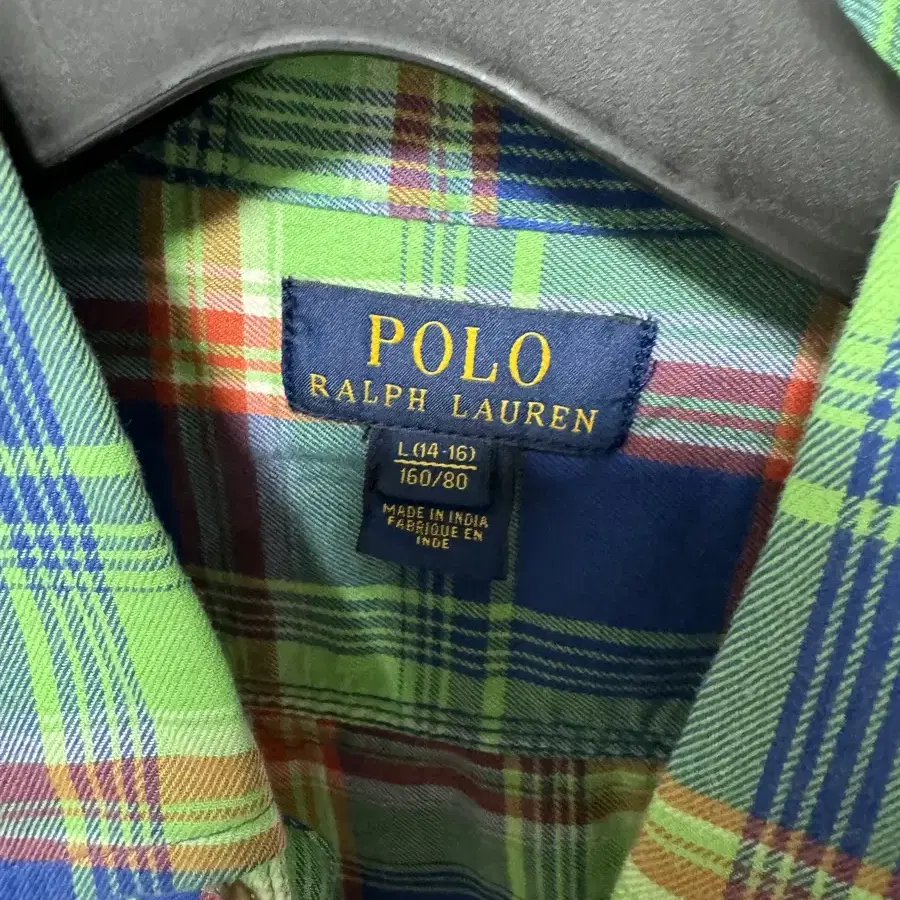 POLO
RALPH LAUREN
L (14-16)
160/80
MADE IN INDIA
FABRIQUE EN
INDE